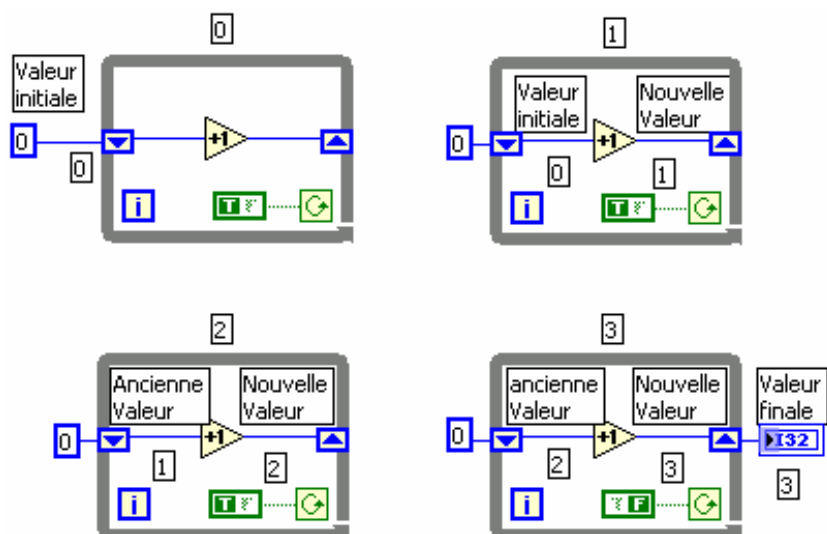 0
Valeur
initiale
0
0
+1
i
T
1
Valeur
initiale
Nouvelle
Valeur
0
+1
0
1
i
T
2
Ancienne
Valeur
Nouvelle
Valeur
0
+1
1
2
i
T
3
ancienne
Valeur
Nouvelle
Valeur
Valeur
finale
0
+1
I32
2
3
3
i
F